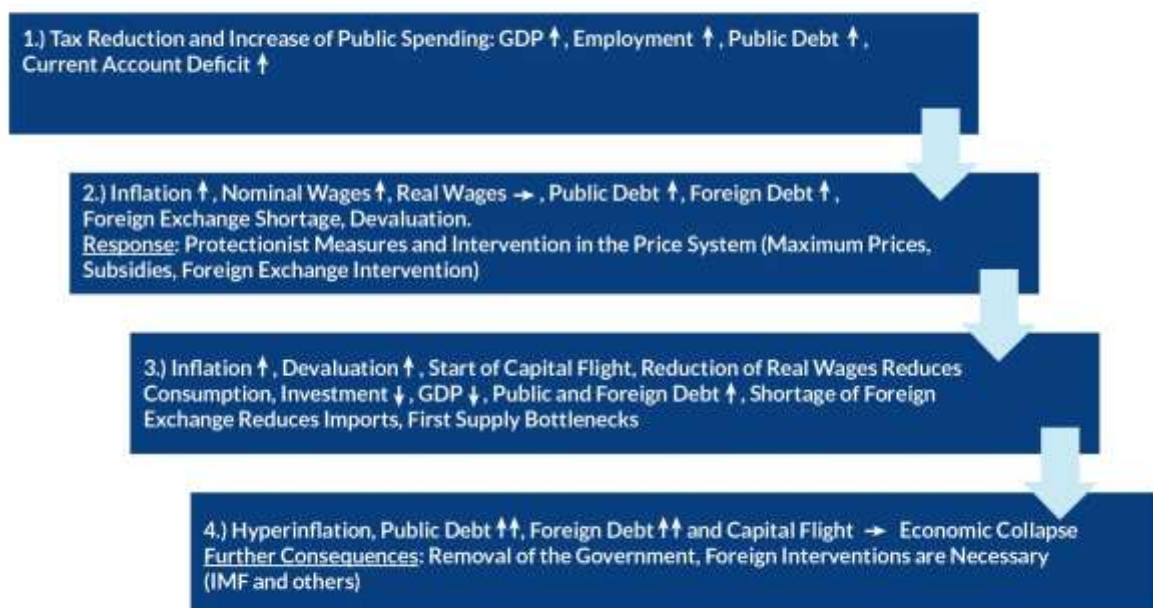 1.) Tax Reduction and Increase of Public Spending: GDP ↑, Employment ↑, Public Debt ↑,
Current Account Deficit ↑
2.) Inflation ↑, Nominal Wages ↑, Real Wages →, Public Debt ↑, Foreign Debt ↑,
Foreign Exchange Shortage, Devaluation.
Response: Protectionist Measures and Intervention in the Price System (Maximum Prices,
Subsidies, Foreign Exchange Intervention)
3.) Inflation ↑, Devaluation ↑, Start of Capital Flight, Reduction of Real Wages Reduces
Consumption, Investment ↓, GDP ↓, Public and Foreign Debt ↑, Shortage of Foreign
Exchange Reduces Imports, First Supply Bottlenecks
4.) Hyperinflation, Public Debt ↑↑, Foreign Debt ↑↑ and Capital Flight → Economic Collapse
Further Consequences: Removal of the Government, Foreign Interventions are Necessary
(IMF and others)